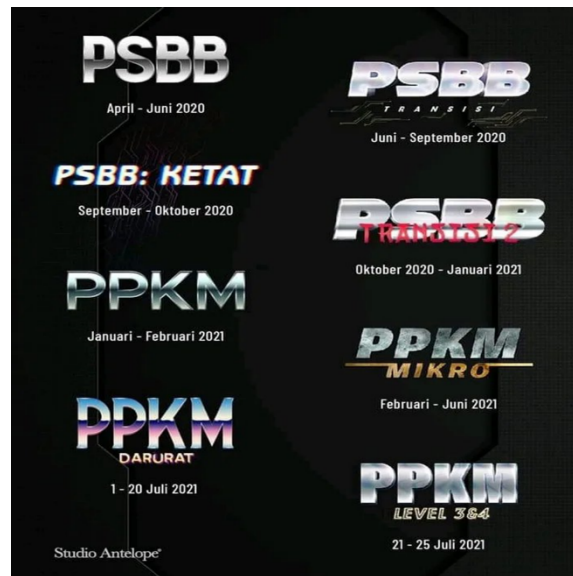 PSBB
April - Juni 2020
PSBB
TRANSISI
Juni - September 2020
PSBB: KETAT
September - Oktober 2020
PSBB
TRANSISI 2
Oktober 2020 - Januari 2021
PPKM
Januari - Februari 2021
PPKM
MIKRO
Februari - Juni 2021
PPKM
DARURAT
1 - 20 Juli 2021
PPKM
LEVEL 3&4
21 - 25 Juli 2021
Studio Antelope®